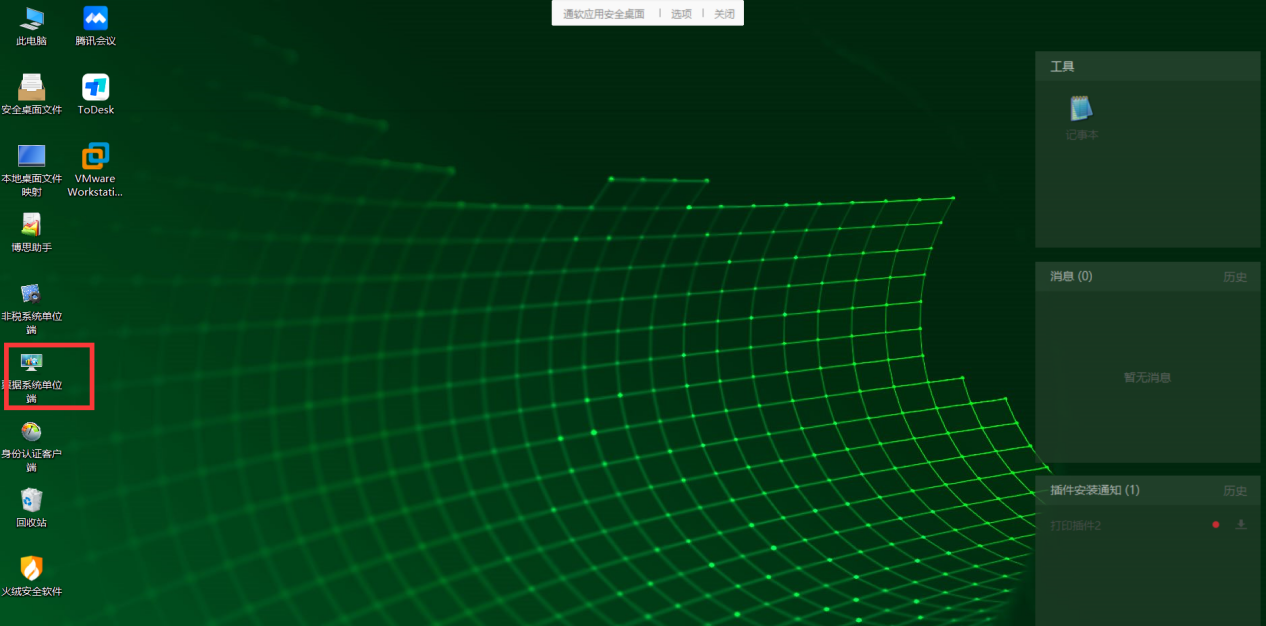 通软应用安全桌面 | 选项 | 关闭
此电脑
腾讯会议
安全桌面文件
ToDesk
本地桌面文件
映射
VMware
Workstati...
博思助手
非税系统单位
端
票据系统单位
端
身份认证客户
端
回收站
火绒安全软件
工具
记事本
消息 (0) 历史
暂无消息
插件安装通知 (1) 历史
打印插件2